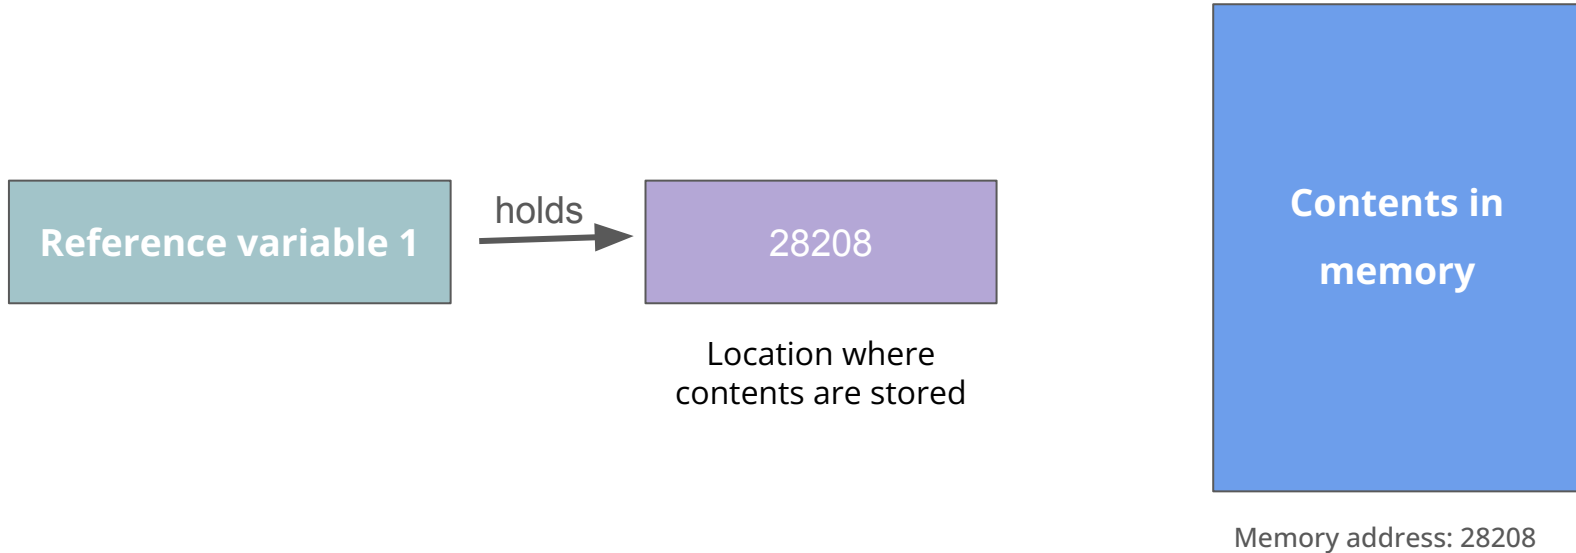 Reference variable 1
holds
28208
Location where
contents are stored
Contents in
memory
Memory address: 28208